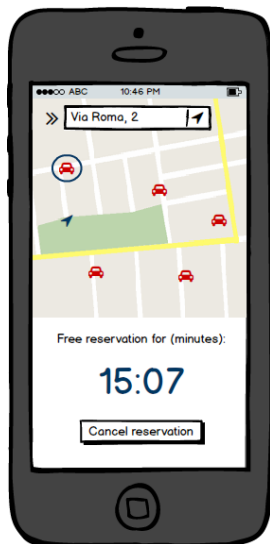 ABC 10:46 PM
Via Roma, 2
Free reservation for (minutes):
15:07
Cancel reservation